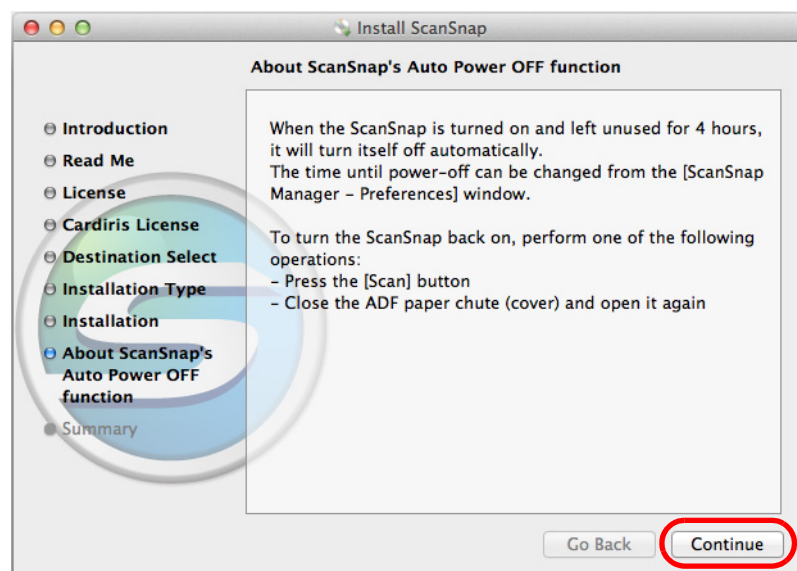 Install ScanSnap
About ScanSnap's Auto Power OFF function
Introduction
Read Me
License
Cardiris License
Destination Select
Installation Type
Installation
About ScanSnap's
Auto Power OFF
function
Summary
When the ScanSnap is turned on and left unused for 4 hours,
it will turn itself off automatically.
The time until power-off can be changed from the [ScanSnap
Manager - Preferences] window.
To turn the ScanSnap back on, perform one of the following
operations:
- Press the [Scan] button
- Close the ADF paper chute (cover) and open it again
Go Back
Continue